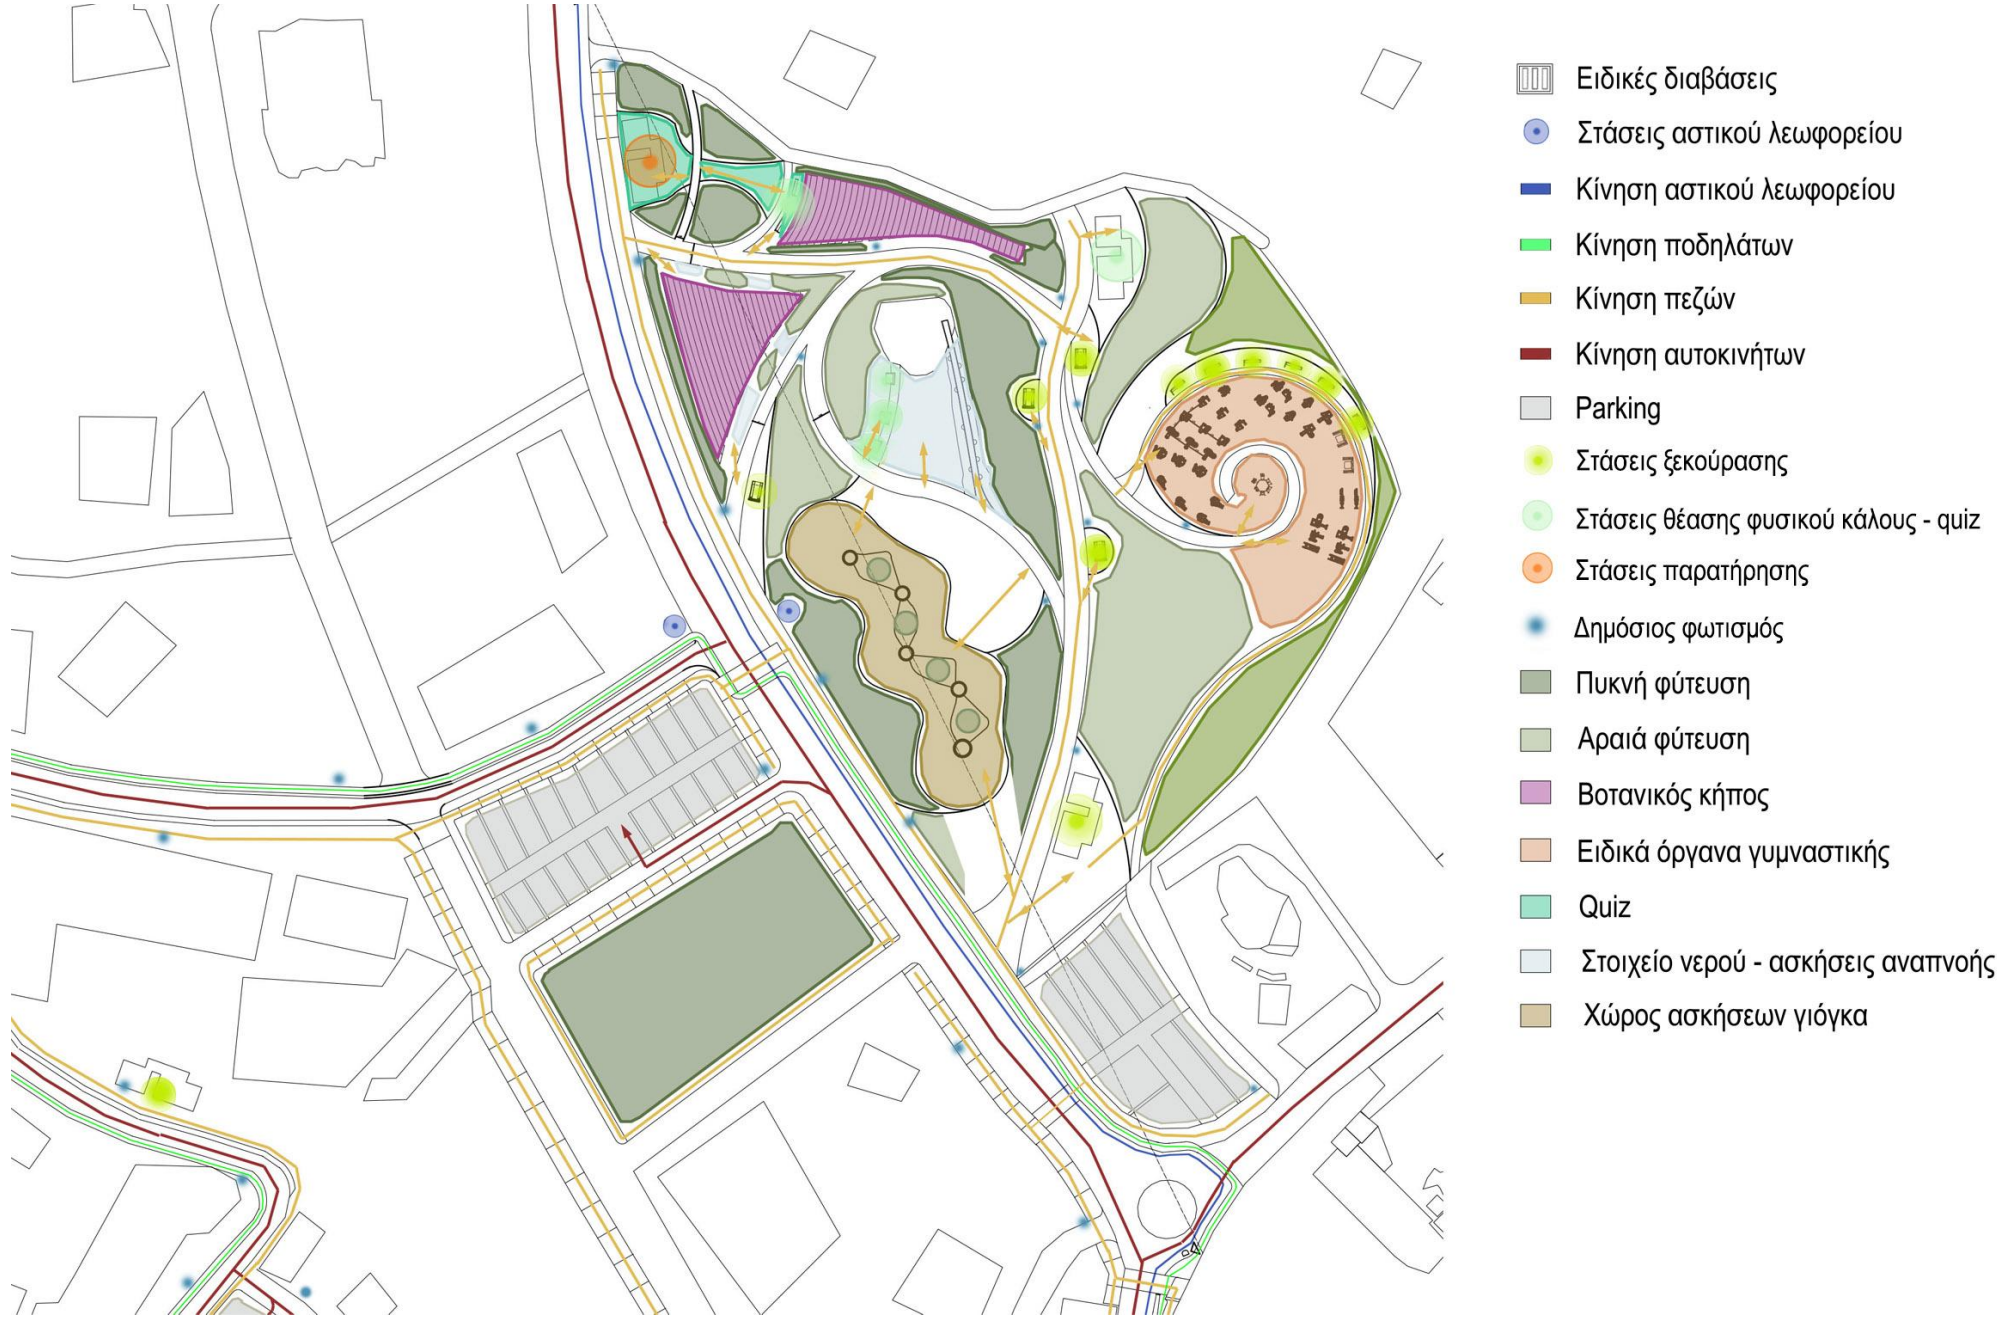 Ειδικές διαβάσεις
Στάσεις αστικού λεωφορείου
Κίνηση αστικού λεωφορείου
Κίνηση ποδηλάτων
Κίνηση πεζών
Κίνηση αυτοκινήτων
Parking
Στάσεις ξεκούρασης
Στάσεις θέασης φυσικού κάλους - quiz
Στάσεις παρατήρησης
Δημόσιος φωτισμός
Πυκνή φύτευση
Αραιά φύτευση
Βοτανικός κήπος
Ειδικά όργανα γυμναστικής
Quiz
Στοιχείο νερού - ασκήσεις αναπνοής
Χώρος ασκήσεων γιόγκα